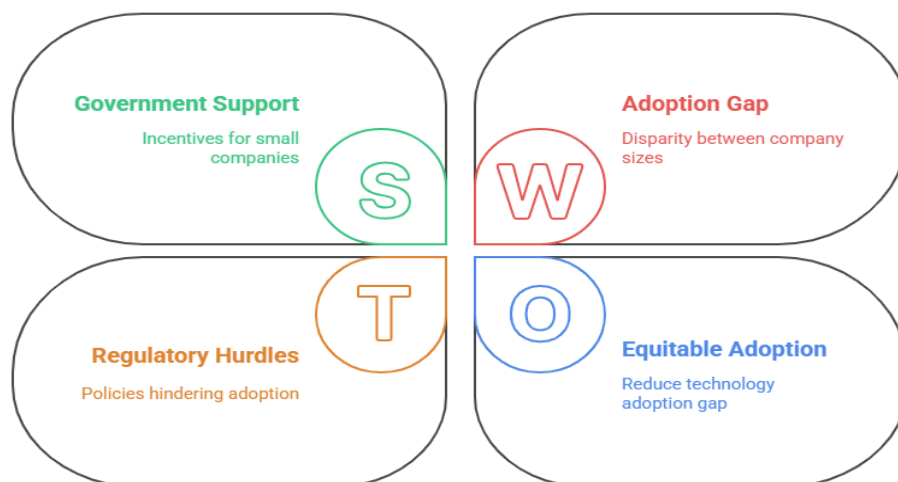 Government Support
Incentives for small
companies
S
Adoption Gap
Disparity between company
sizes
W
Regulatory Hurdles
Policies hindering adoption
T
Equitable Adoption
Reduce technology
adoption gap
O